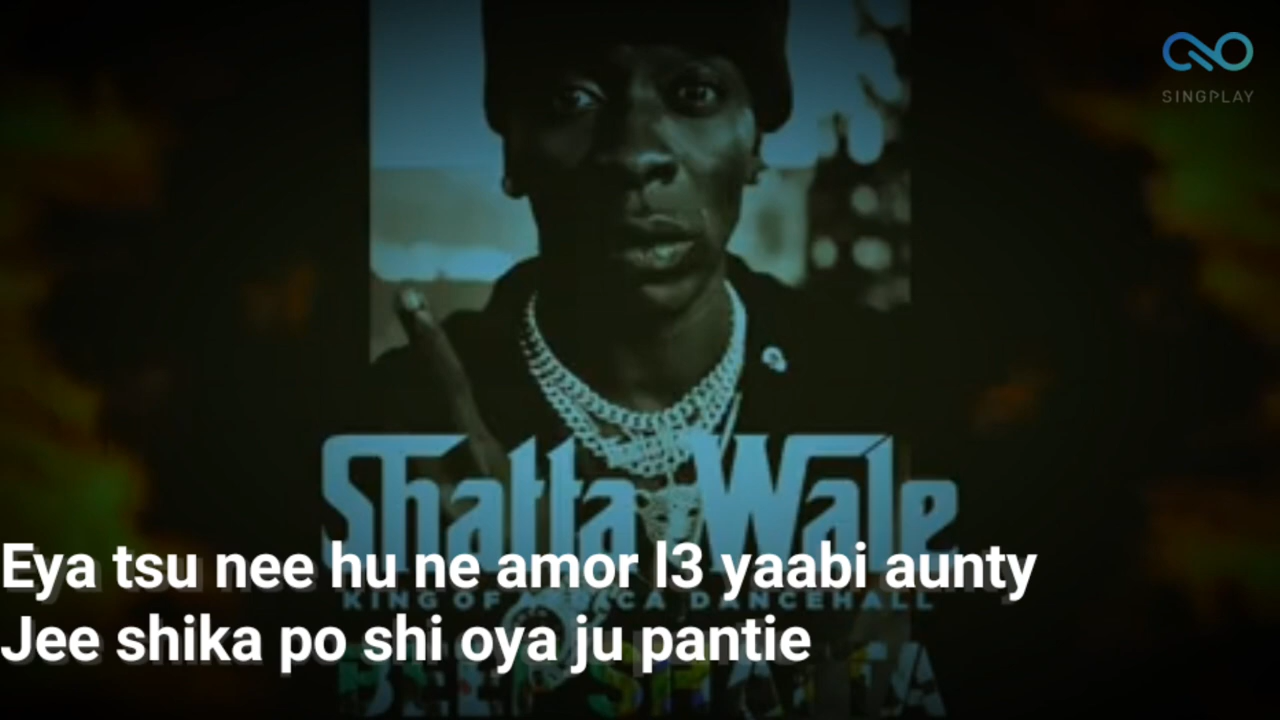 SINGPLAY
Shatta Wale
Eya tsu nee hu ne amor l3 yaabi aunty
KING OF AFRICA DANCEHALL
Jee shika po shi oya ju pantie